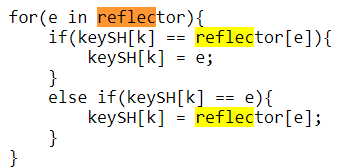 for(e in reflector){
    if(keySH[k] == reflector[e]){
        keySH[k] = e;
    }
    else if(keySH[k] == e){
        keySH[k] = reflector[e];
    }
}